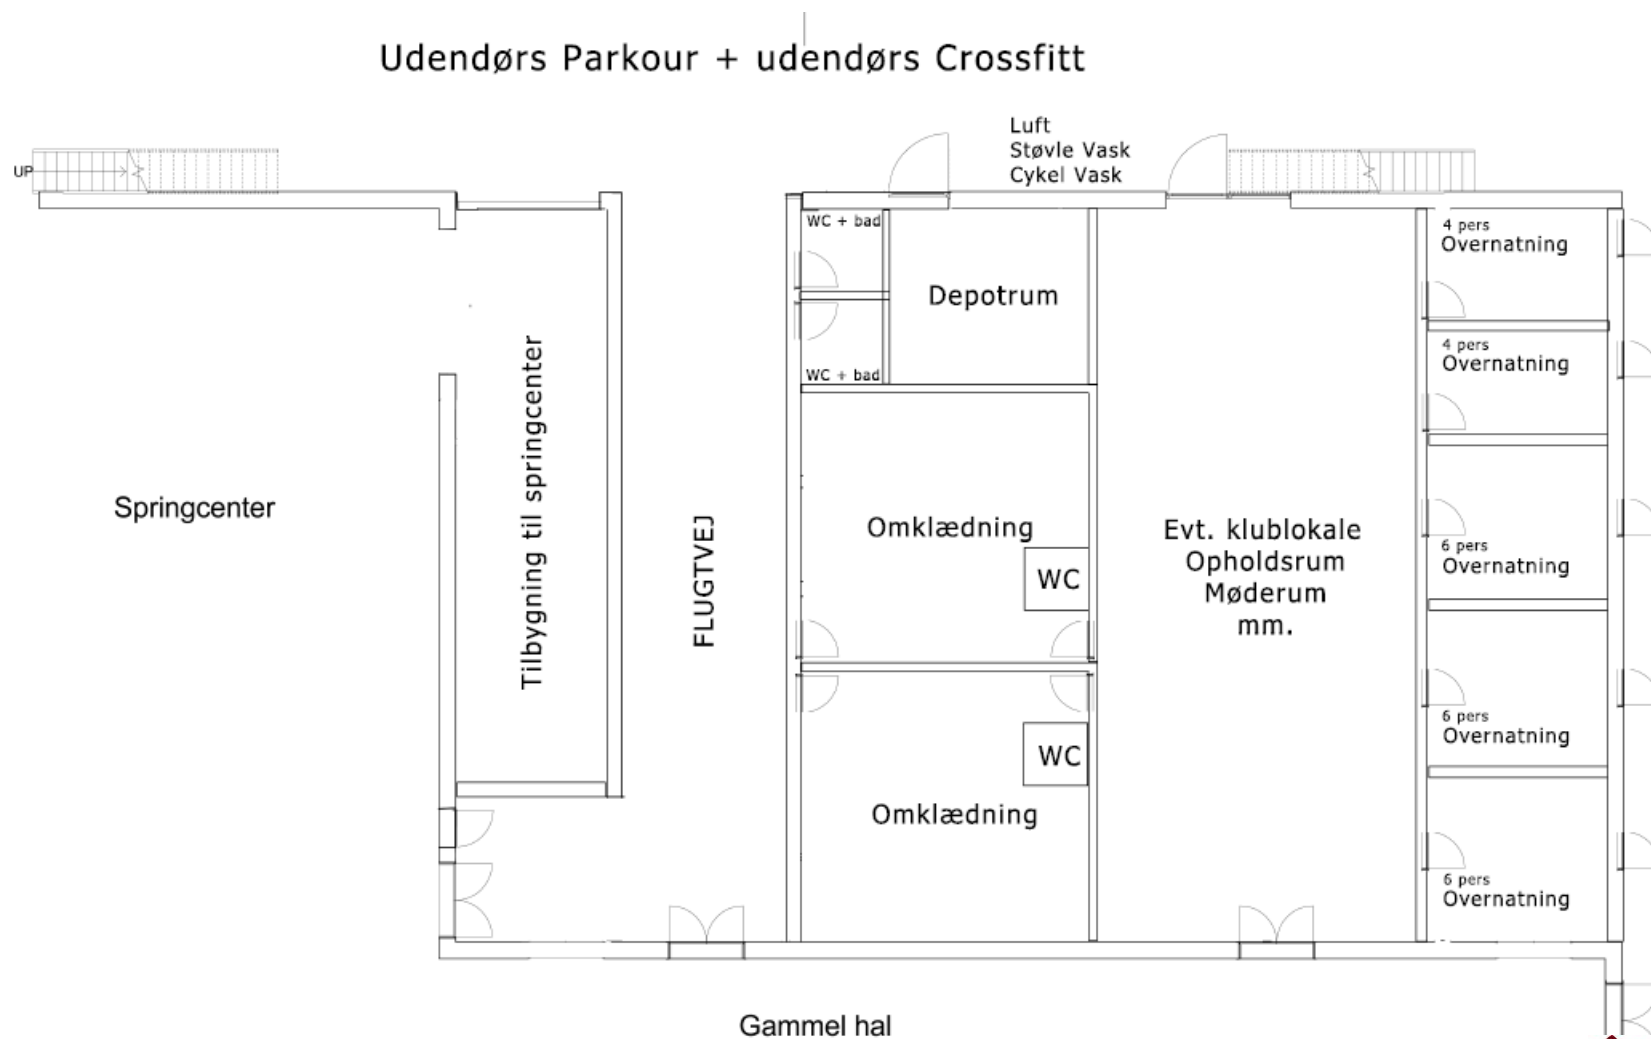 Udendørs Parkour + udendørs Crossfitt
Luft
Støvle Vask
Cykel Vask
UP
WC + bad
4 pers
Overnatning
Depotrum
4 pers
Overnatning
WC + bad
Springcenter
Tilbygning til springcenter
FLUGTVEJ
Omklædning
WC
Evt. klublokale
Opholdsrum
Møderum
mm.
6 pers
Overnatning
6 pers
Overnatning
WC
Omklædning
6 pers
Overnatning
Gammel hal